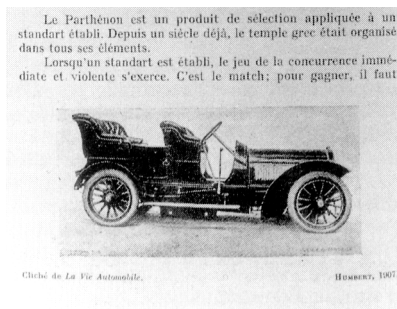 Le Parthénon est un produit de sélection appliquée à un
standart établi. Depuis un siècle déjà, le temple grec était organisé
dans tous ses éléments.
Lorsqu'un standart est établi, le jeu de la concurrence immé-
diate et violente s'exerce. C'est le match; pour gagner, il faut
Cliché de La Vie Automobile.
HUMBERT, 1907